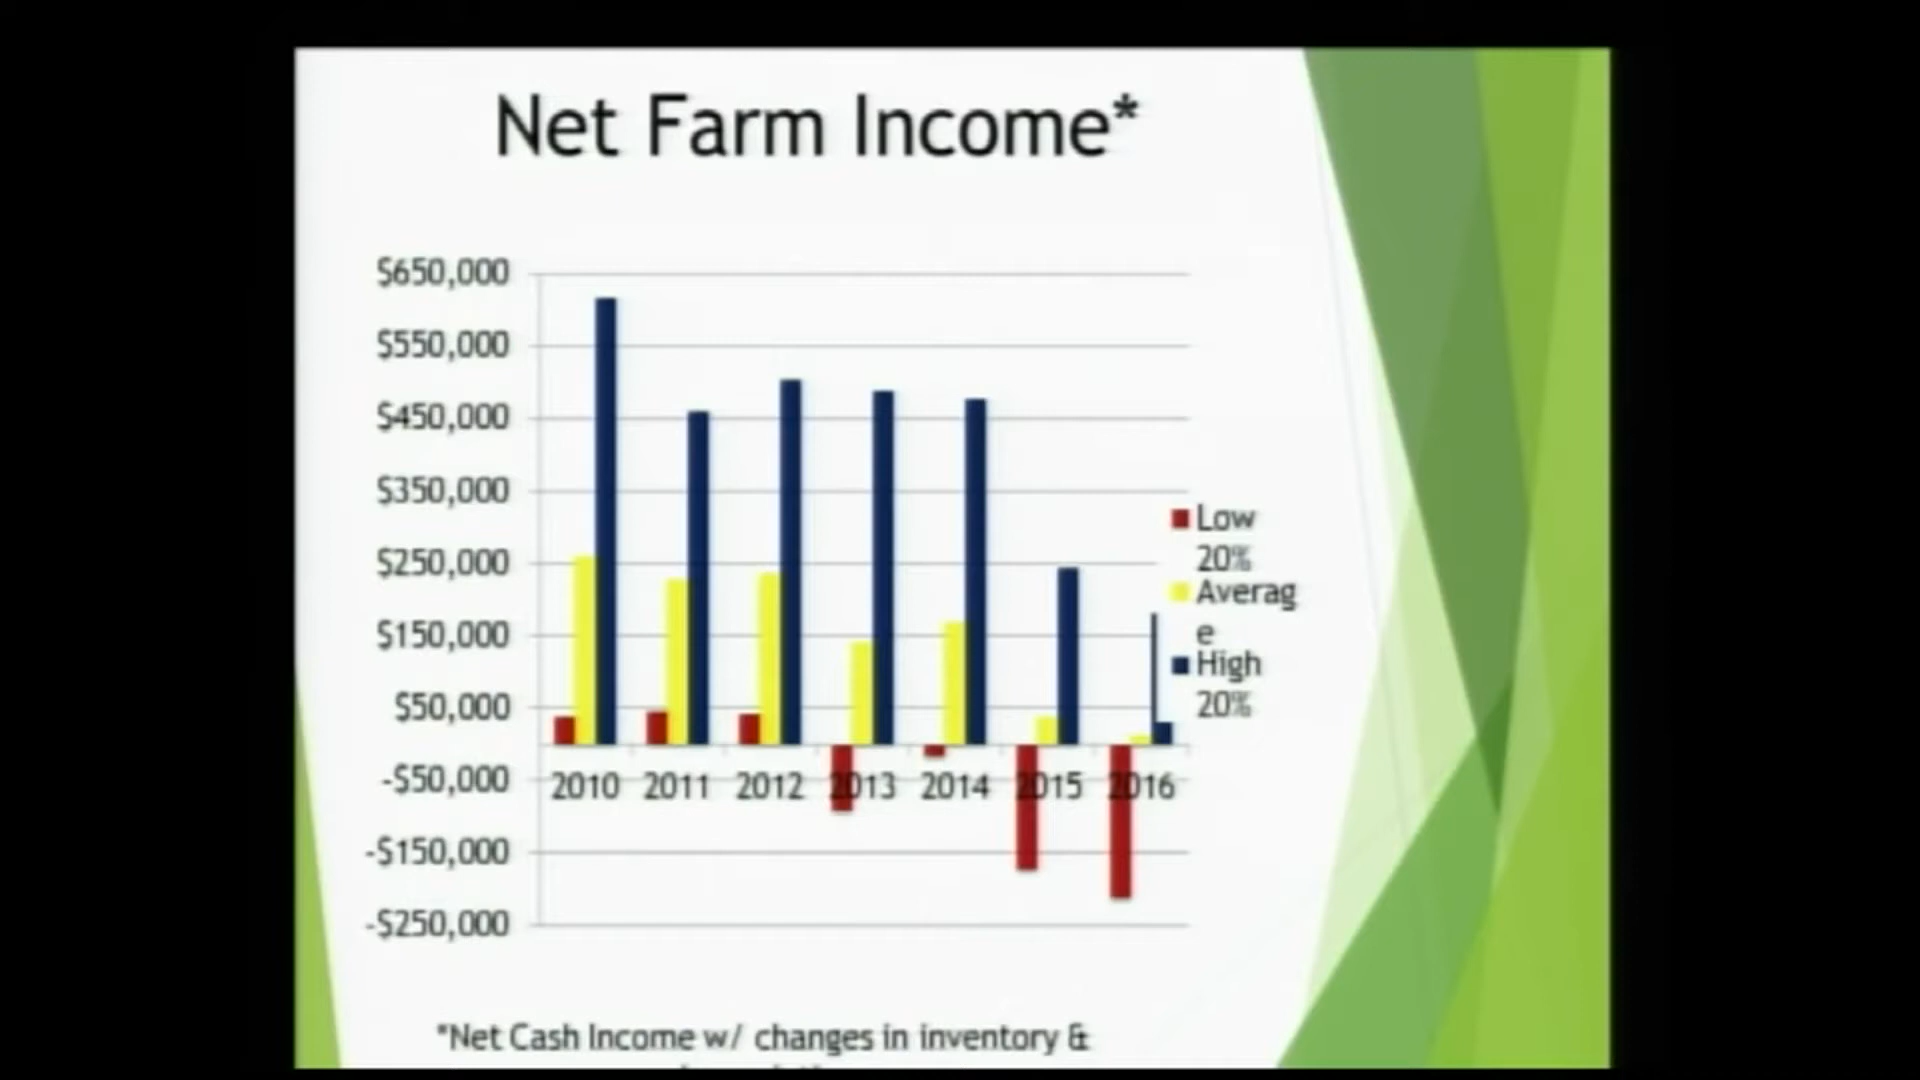 Net Farm Income*
$650,000
$550,000
$450,000
$350,000
$250,000
$150,000
$50,000
-$50,000
-$150,000
-$250,000
2010 2011 2012 2013 2014 2015 2016
Low
20%
Averag
e
High
20%
*Net Cash Income w/ changes in inventory &